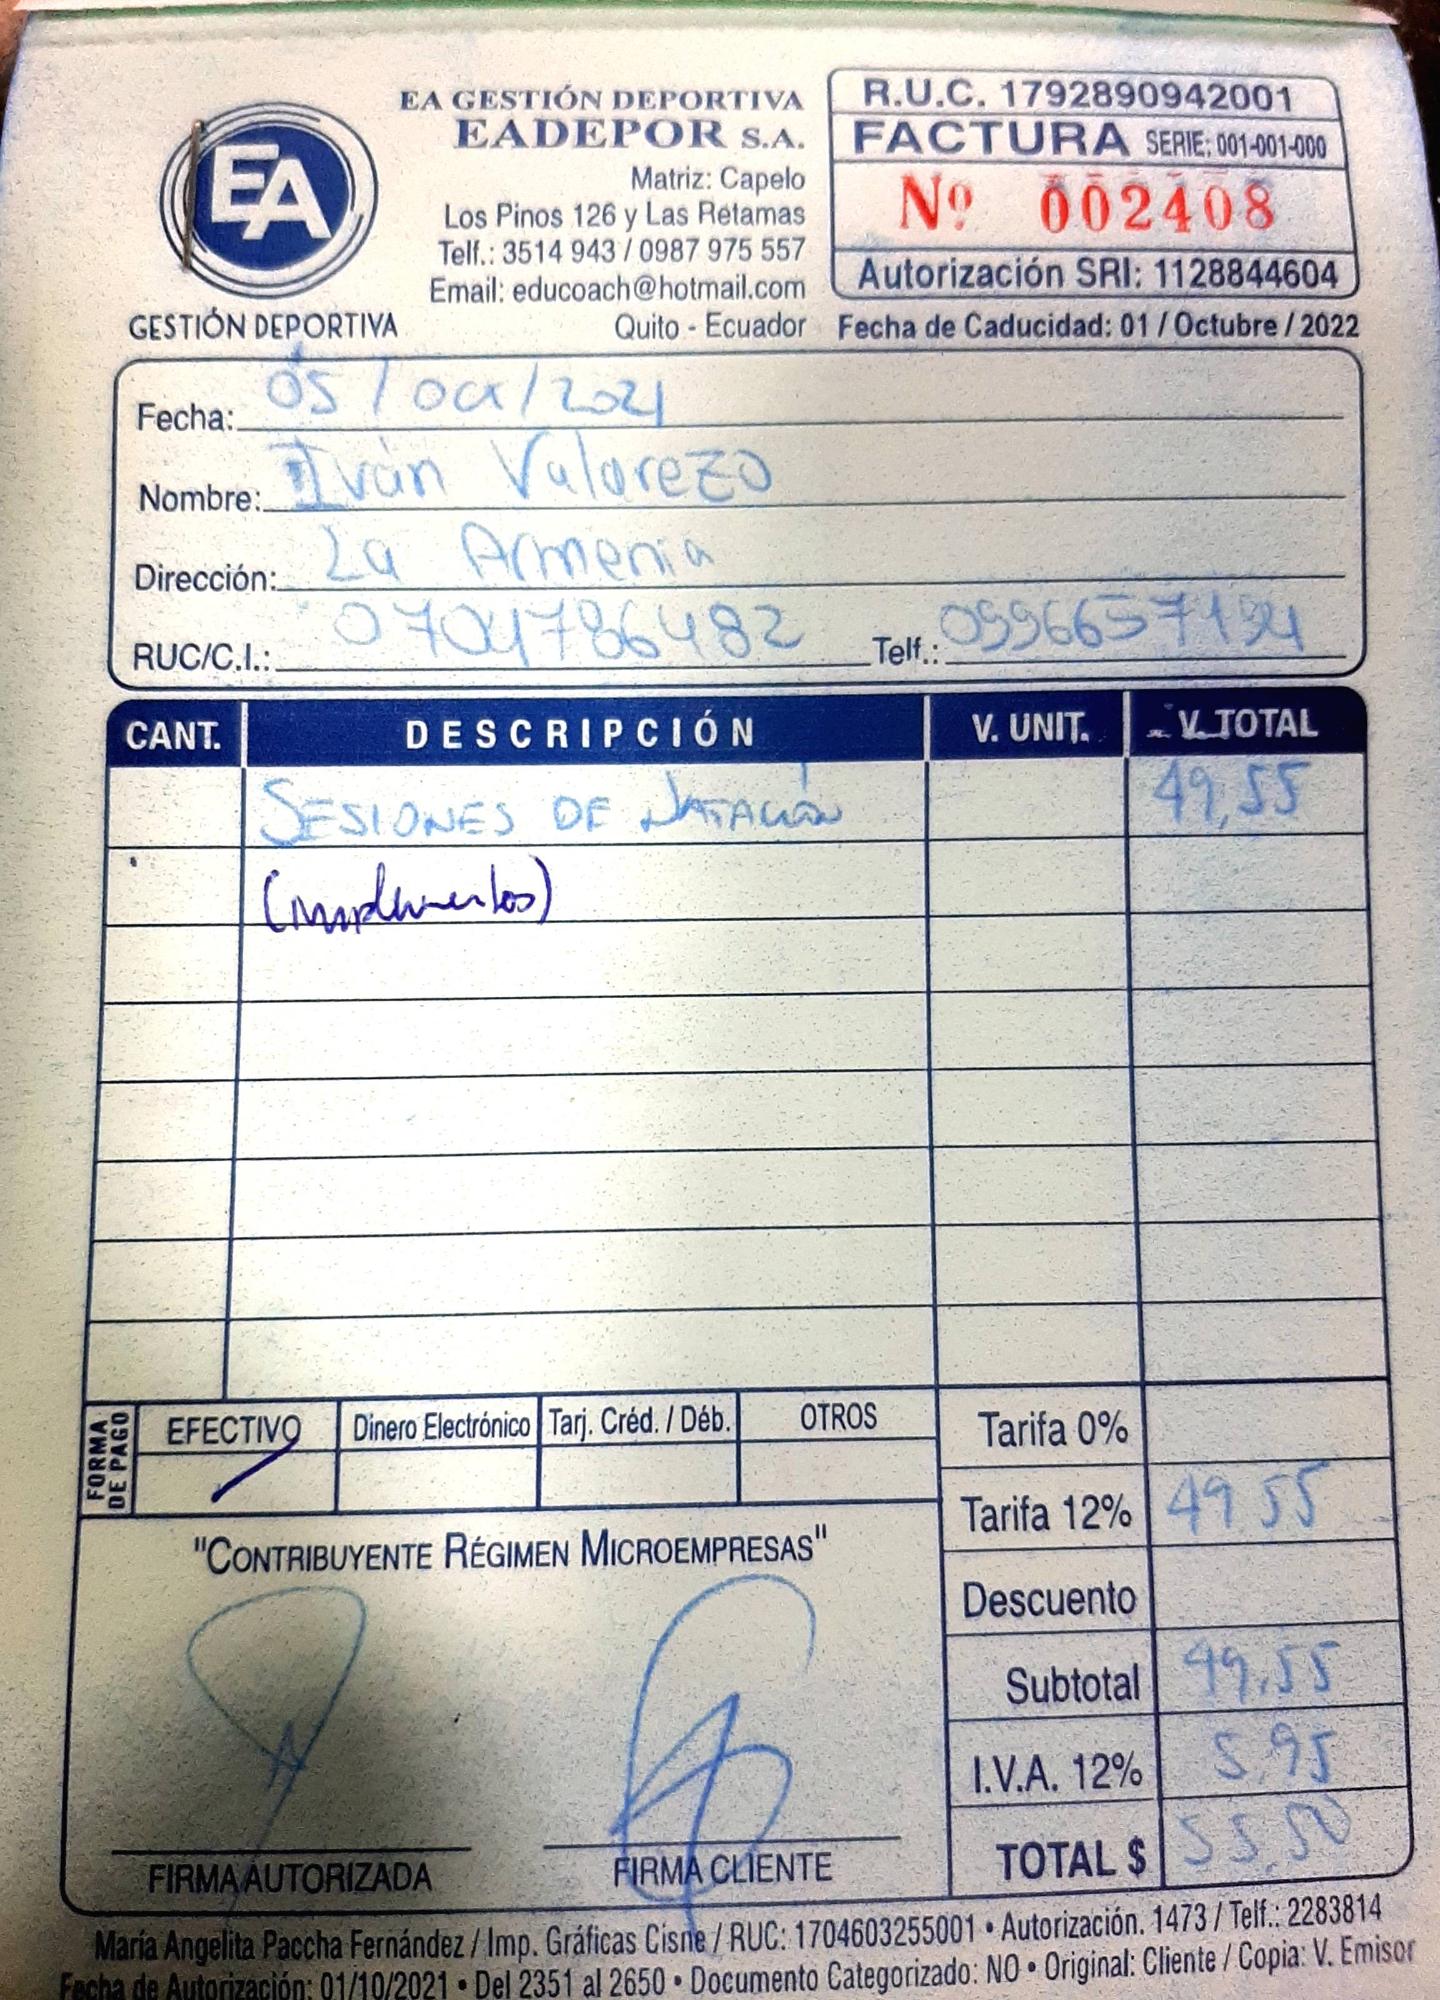 EA
GESTIÓN DEPORTIVA
EA GESTIÓN DEPORTIVA
EADEPOR S.A.
Matriz: Capelo
Los Pinos 126 y Las Retamas
Telf.: 3514 943 / 0987 975 557
Email: educoach@hotmail.com
Quito - Ecuador
R.U.C. 1792890942001
FACTURA SERIE: 001-001-000
Nº 002408
Autorización SRI: 1128844604
Fecha de Caducidad: 01 / Octubre / 2022
Fecha: 05 / oct / 2021
Nombre: Iván Valarezo
Dirección: La Armenia
RUC/C.I.: 0704786482 Telf.: 0996657194
CANT. DESCRIPCIÓN V. UNIT. V. TOTAL
SESIONES DE NATACIÓN 49,55
(implementos)
FORMA DE PAGO
EFECTIVO Dinero Electrónico Tarj. Créd. / Déb. OTROS
Tarifa 0%
Tarifa 12% 49 55
"CONTRIBUYENTE RÉGIMEN MICROEMPRESAS"
Descuento
Subtotal 49,55
I.V.A. 12% 5,95
TOTAL $ 55,50
FIRMA AUTORIZADA FIRMA CLIENTE
María Angelita Paccha Fernández / Imp. Gráficas Cisne / RUC: 1704603255001 • Autorización. 1473 / Telf.: 2283814
Fecha de Autorización: 01/10/2021 • Del 2351 al 2650 • Documento Categorizado: NO • Original: Cliente / Copia: V. Emisor